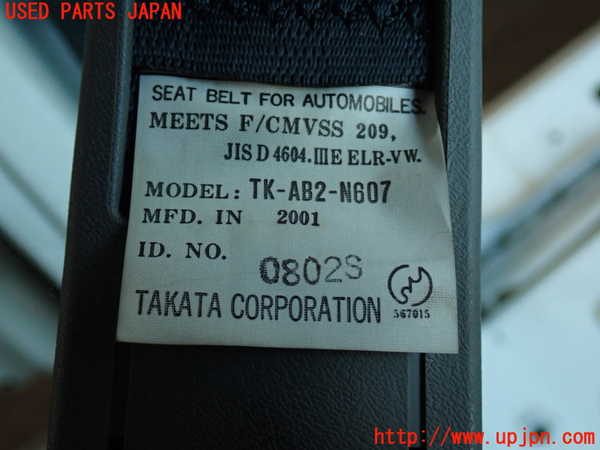 USED PARTS JAPAN
SEAT BELT FOR AUTOMOBILES.
MEETS F/CMVSS 209,
JIS D 4604. III E ELR-VW.
MODEL: TK-AB2-N607
MFD. IN 2001
ID. NO. 0802S
TAKATA CORPORATION
567015
http://www.upjpn.com/